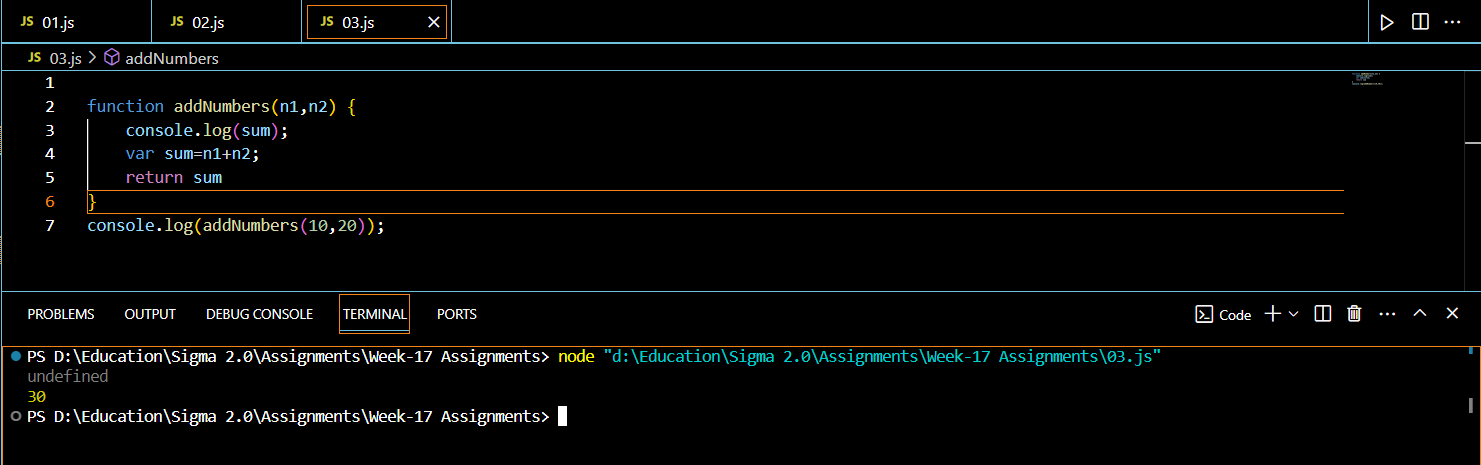 JS 01.js JS 02.js JS 03.js
JS 03.js > addNumbers
1
2 function addNumbers(n1,n2) {
3 console.log(sum);
4 var sum=n1+n2;
5 return sum
6 }
7 console.log(addNumbers(10,20));
PROBLEMS OUTPUT DEBUG CONSOLE TERMINAL PORTS Code
PS D:\Education\Sigma 2.0\Assignments\Week-17 Assignments> node "d:\Education\Sigma 2.0\Assignments\Week-17 Assignments\03.js"
undefined
30
PS D:\Education\Sigma 2.0\Assignments\Week-17 Assignments>